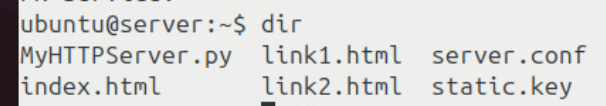 ubuntu@server:~$ dir
MyHTTPServer.py  link1.html  server.conf
index.html       link2.html  static.key